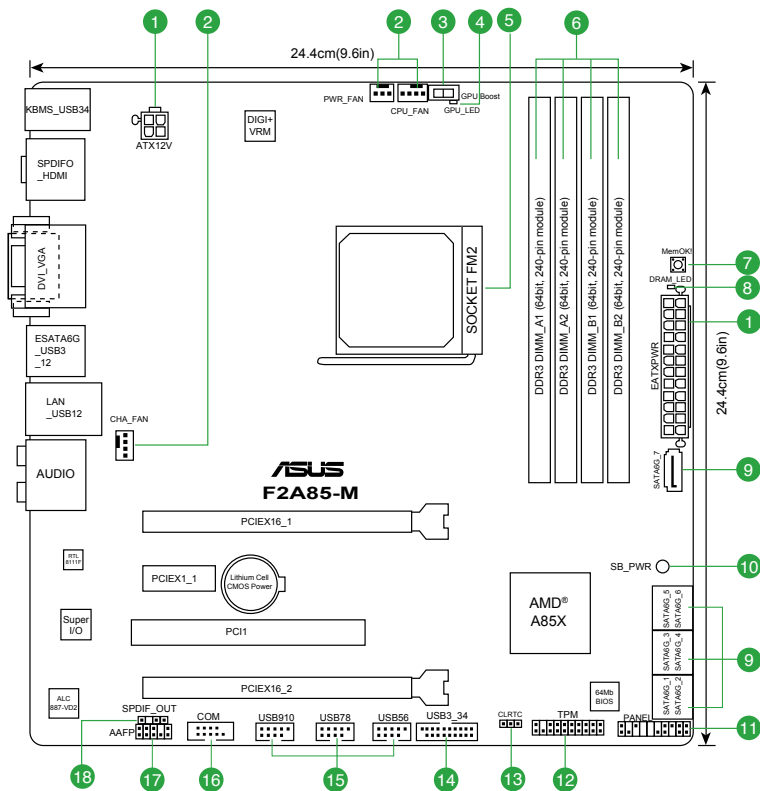 1
2
2
3
4
5
6
24.4cm(9.6in)
KBMS_USB34
ATX12V
DIGI+
VRM
PWR_FAN
CPU_FAN
GPU Boost
GPU_LED
SPDIFO
_HDMI
DVI_VGA
ESATA6G
_USB3
_12
LAN
_USB12
AUDIO
CHA_FAN
2
SOCKET FM2
DDR3 DIMM_A1 (64bit, 240-pin module)
DDR3 DIMM_A2 (64bit, 240-pin module)
DDR3 DIMM_B1 (64bit, 240-pin module)
DDR3 DIMM_B2 (64bit, 240-pin module)
MemOK!
7
DRAM_LED
8
EATXPWR
1
24.4cm(9.6in)
SATA6G_7
9
ASUS
F2A85-M
PCIEX16_1
RTL
8111F
PCIEX1_1
Lithium Cell
CMOS Power
SB_PWR
10
AMD®
A85X
SATA6G_5
SATA6G_6
SATA6G_3
SATA6G_4
SATA6G_1
SATA6G_2
9
Super
I/O
PCI1
PCIEX16_2
ALC
887-VD2
64Mb
BIOS
SPDIF_OUT
AAFP
COM
USB910
USB78
USB56
USB3_34
CLRTC
TPM
PANEL
11
18
17
16
15
14
13
12